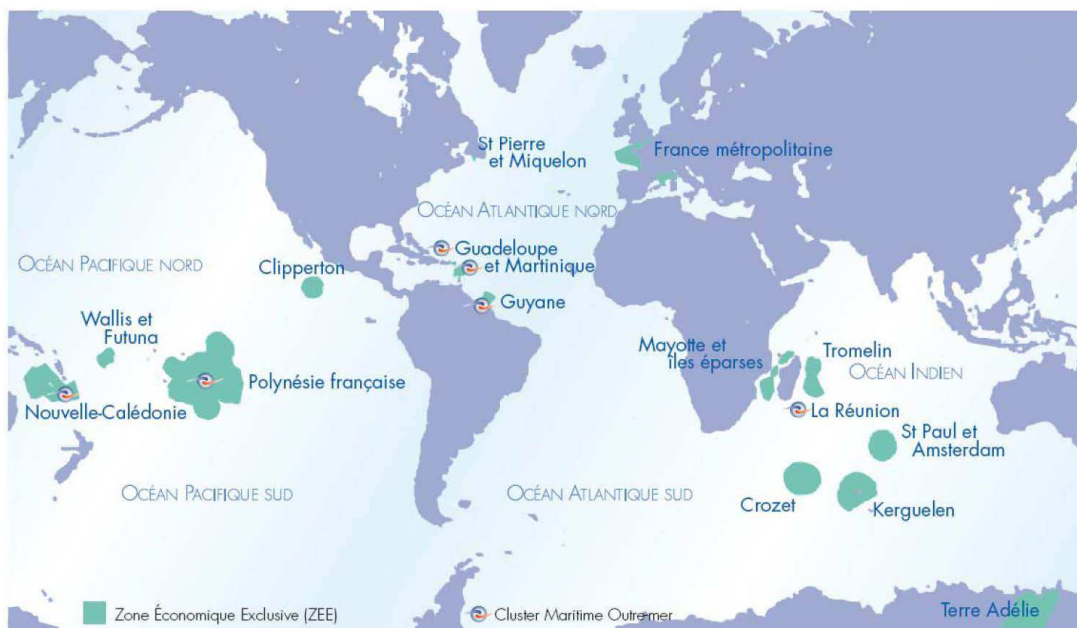 St Pierre
et Miquelon
France métropolitaine
OCÉAN ATLANTIQUE NORD
Guadeloupe
et Martinique
OCÉAN PACIFIQUE NORD
Clipperton
Guyane
Wallis et
Futuna
Mayotte et
îles éparses
Tromelin
OCÉAN INDIEN
Polynésie française
Nouvelle-Calédonie
La Réunion
St Paul et
Amsterdam
OCÉAN PACIFIQUE SUD
OCÉAN ATLANTIQUE SUD
Crozet
Kerguelen
Terre Adélie
Zone Économique Exclusive (ZEE)
Cluster Maritime Outremer